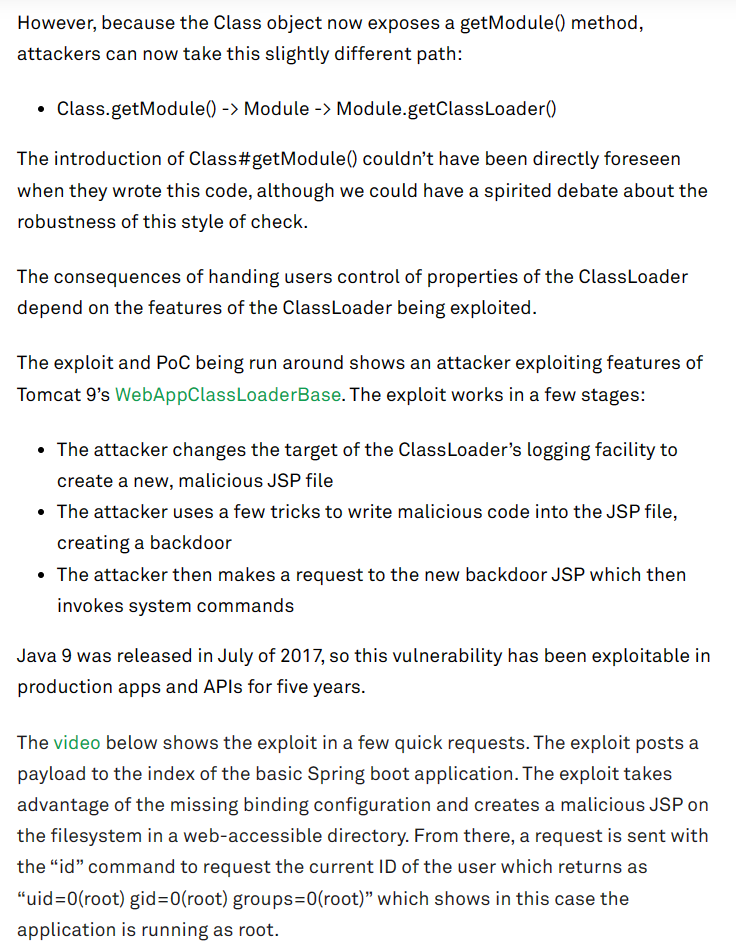 However, because the Class object now exposes a getModule() method,
attackers can now take this slightly different path:
• Class.getModule() -> Module -> Module.getClassLoader()
The introduction of Class#getModule() couldn’t have been directly foreseen
when they wrote this code, although we could have a spirited debate about the
robustness of this style of check.
The consequences of handing users control of properties of the ClassLoader
depend on the features of the ClassLoader being exploited.
The exploit and PoC being run around shows an attacker exploiting features of
Tomcat 9’s WebAppClassLoaderBase. The exploit works in a few stages:
• The attacker changes the target of the ClassLoader’s logging facility to
create a new, malicious JSP file
• The attacker uses a few tricks to write malicious code into the JSP file,
creating a backdoor
• The attacker then makes a request to the new backdoor JSP which then
invokes system commands
Java 9 was released in July of 2017, so this vulnerability has been exploitable in
production apps and APIs for five years.
The video below shows the exploit in a few quick requests. The exploit posts a
payload to the index of the basic Spring boot application. The exploit takes
advantage of the missing binding configuration and creates a malicious JSP on
the filesystem in a web-accessible directory. From there, a request is sent with
the “id” command to request the current ID of the user which returns as
“uid=0(root) gid=0(root) groups=0(root)” which shows in this case the
application is running as root.